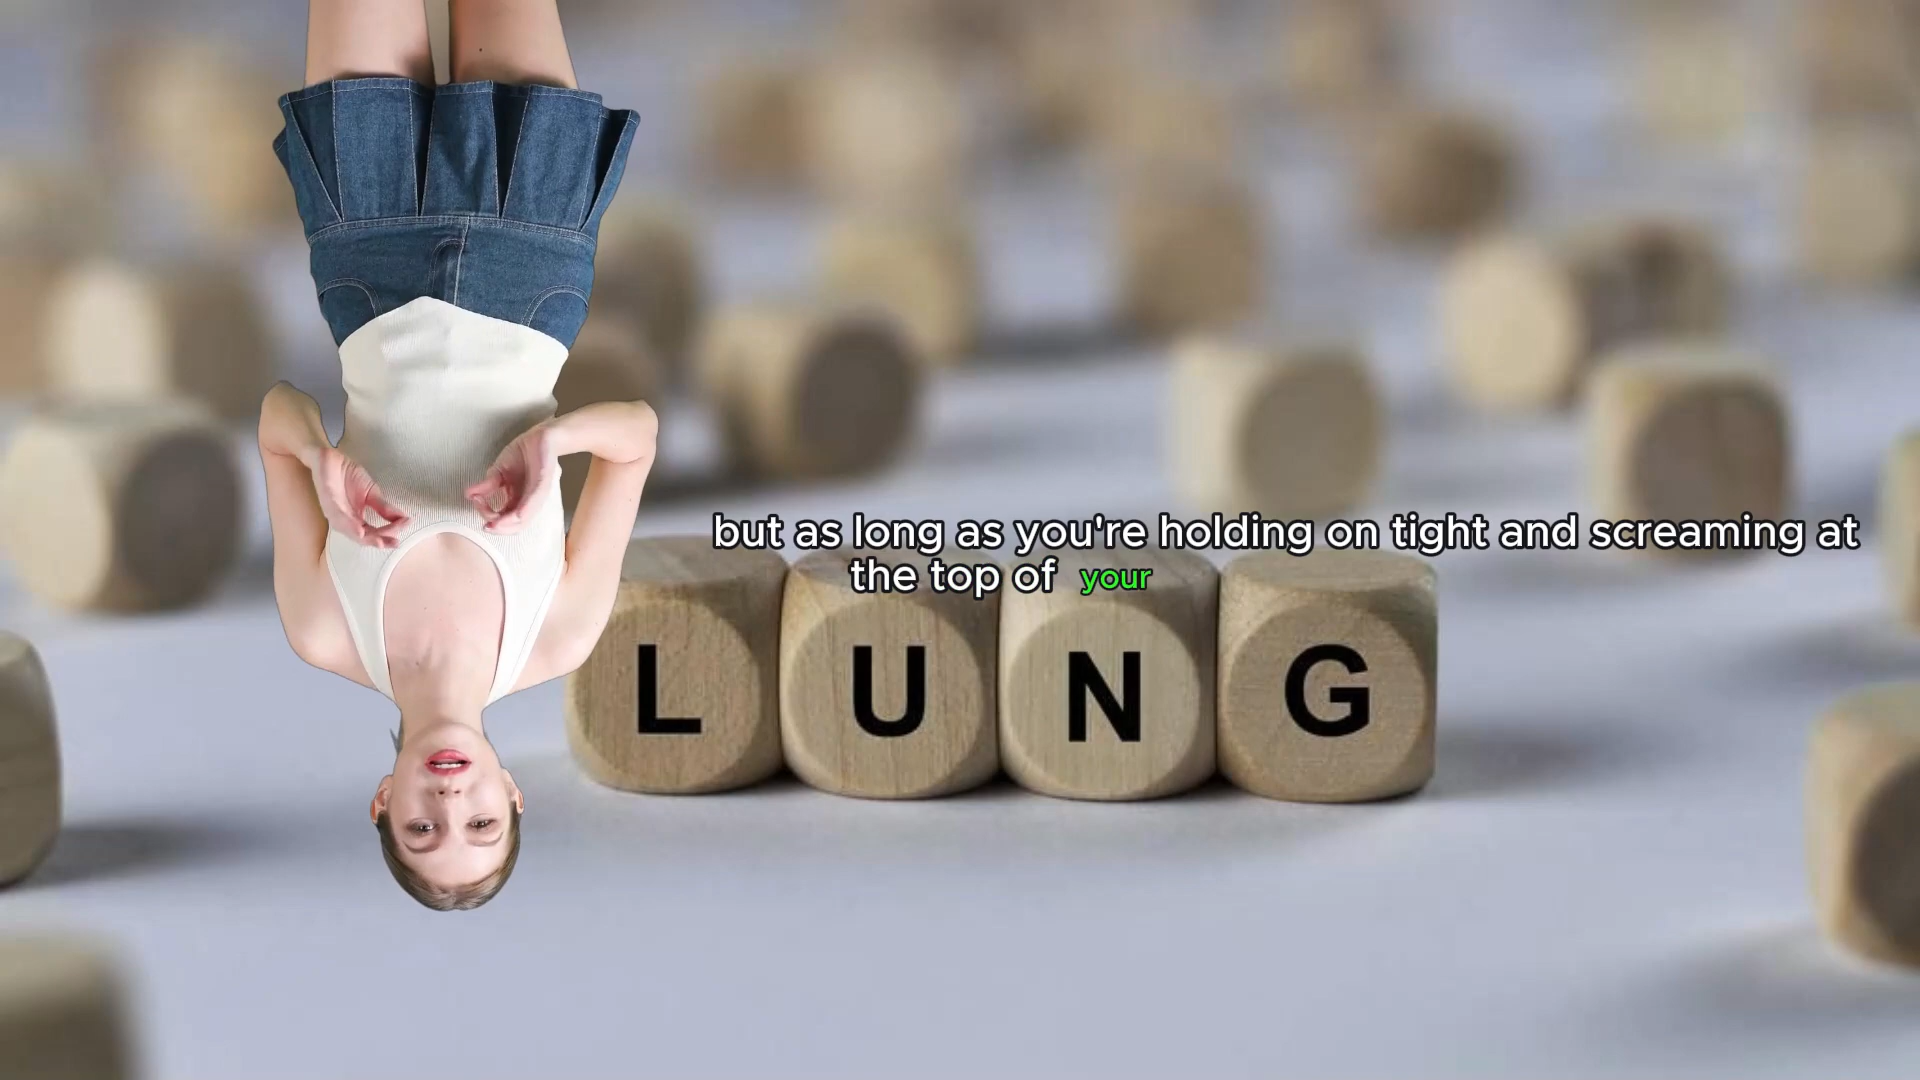 but as long as you're holding on tight and screaming at
the top of your
LUNG